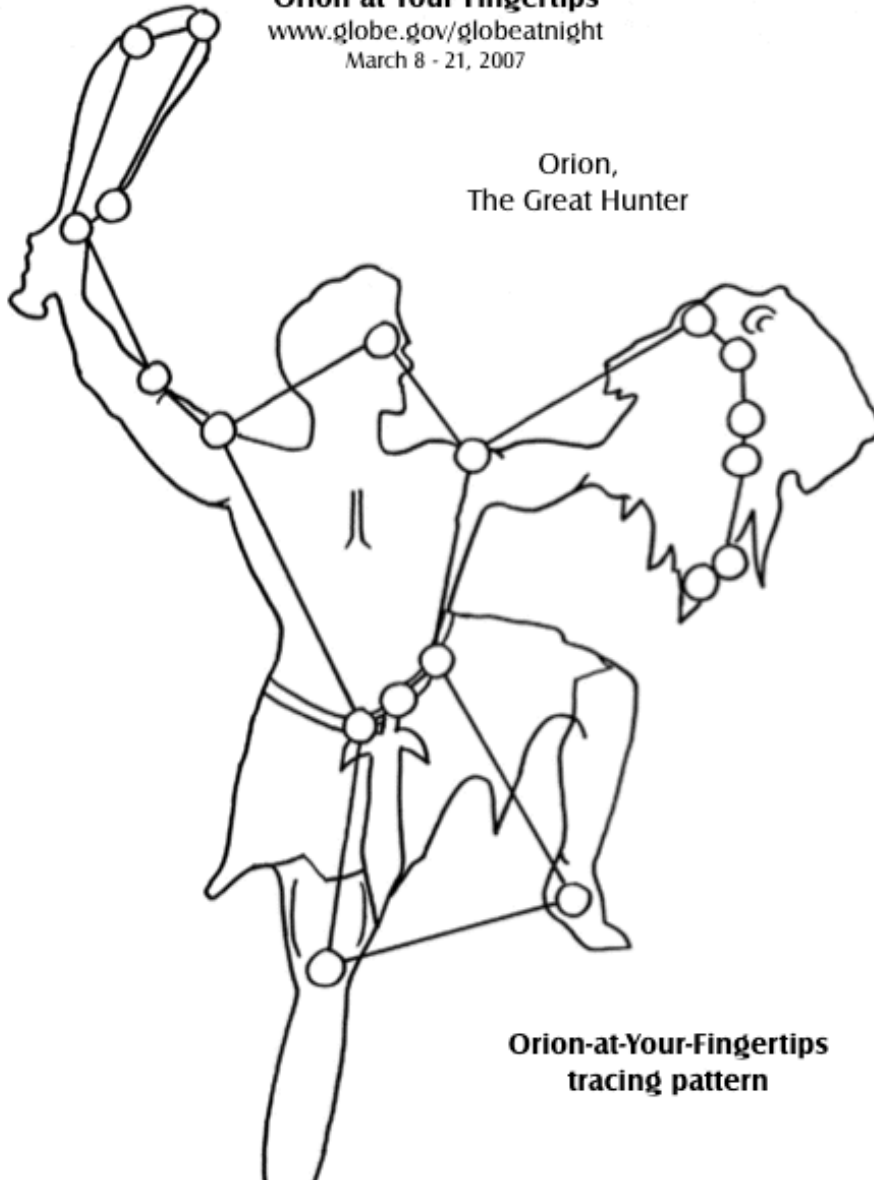 Orion at Your Fingertips
www.globe.gov/globeatnight
March 8 - 21, 2007
Orion,
The Great Hunter
Orion-at-Your-Fingertips
tracing pattern